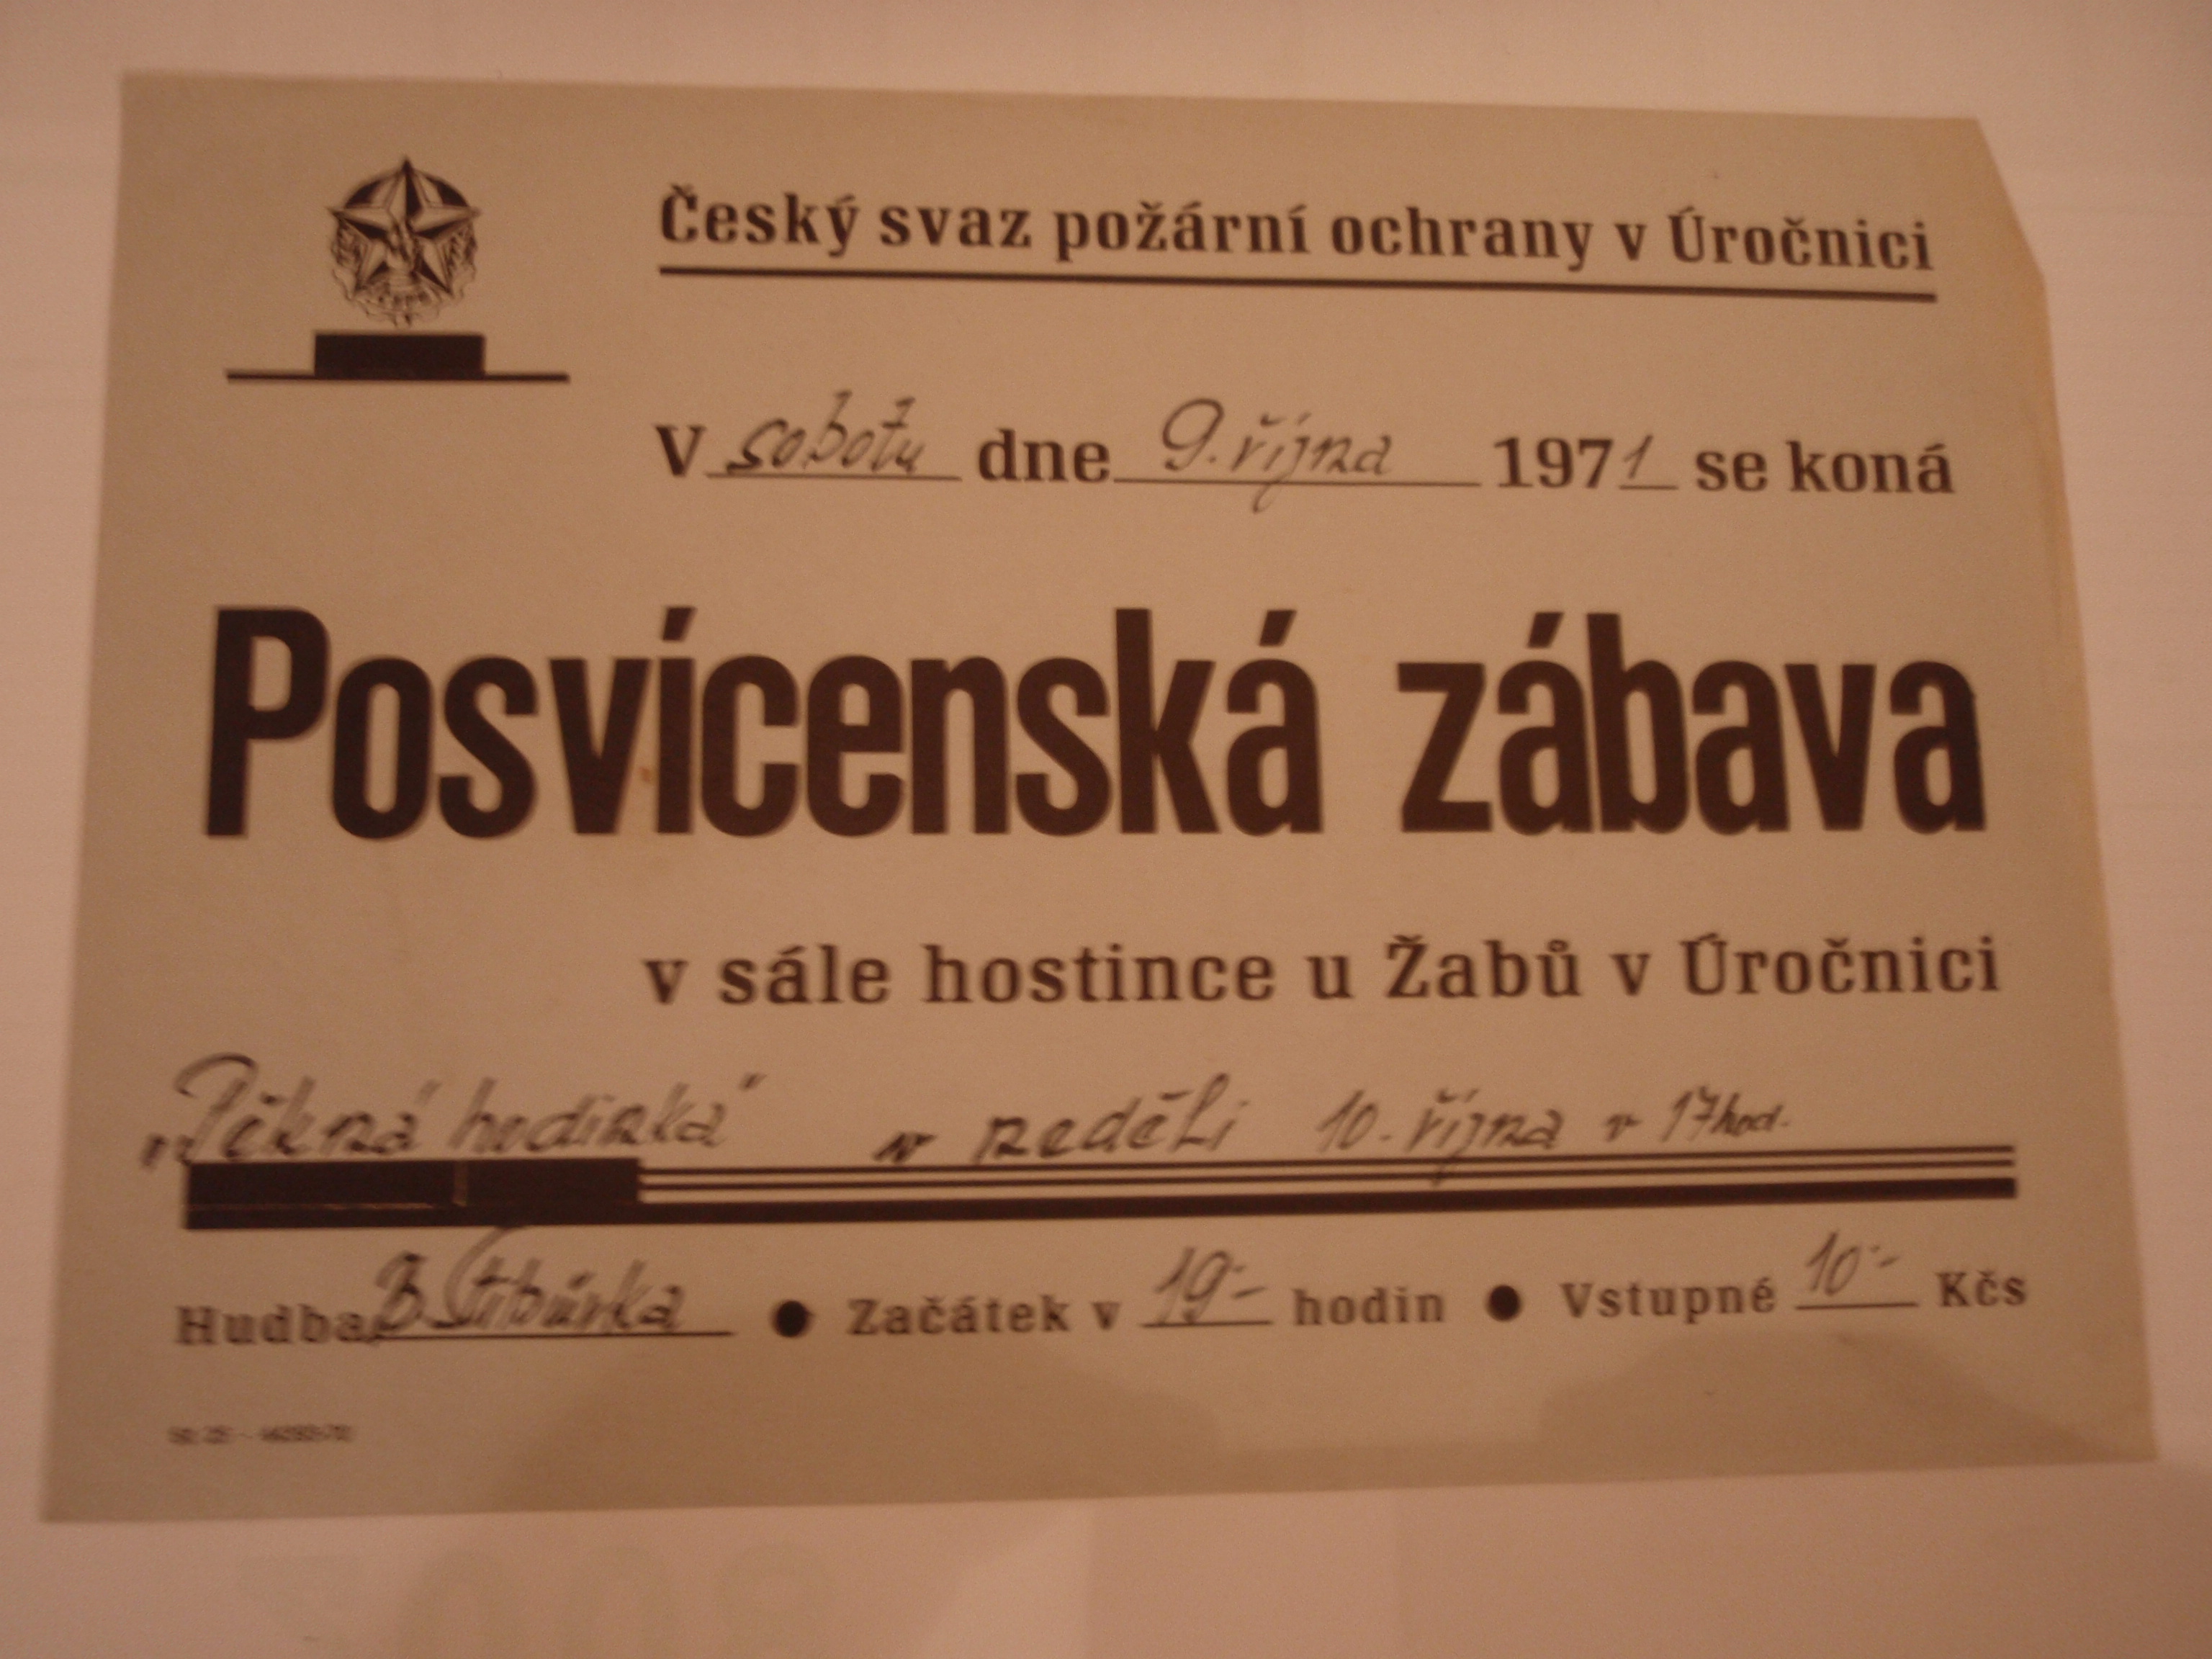 Český svaz požární ochrany v Úročnici
V sobotu dne 9. října 1971 se koná
Posvícenská zábava
v sále hostince u Žabů v Úročnici
„Pěkná hodinka" v neděli 10. října v 17 hod.
Hudba B. Stibůrka ● Začátek v 19·- hodin ● Vstupné 10·- Kčs